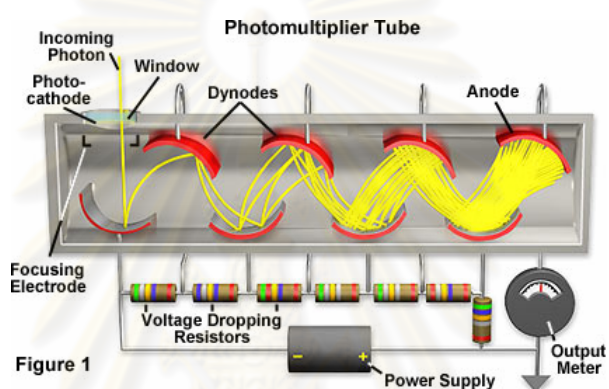 Photomultiplier Tube
Incoming
Photon
Window
Photo-
cathode
Dynodes
Anode
Focusing
Electrode
Voltage Dropping
Resistors
−
+
Power Supply
Output
Meter
Figure 1